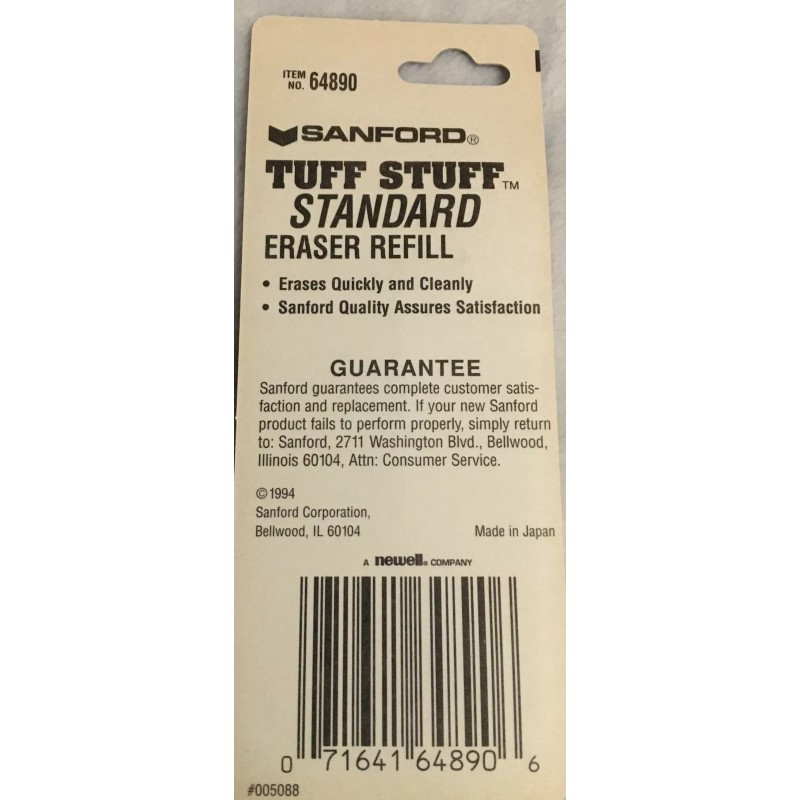 ITEM
NO. 64890
SANFORD®
TUFF STUFF™
STANDARD
ERASER REFILL
• Erases Quickly and Cleanly
• Sanford Quality Assures Satisfaction
GUARANTEE
Sanford guarantees complete customer satis-
faction and replacement. If your new Sanford
product fails to perform properly, simply return
to: Sanford, 2711 Washington Blvd., Bellwood,
Illinois 60104, Attn: Consumer Service.
©1994
Sanford Corporation,
Bellwood, IL 60104 Made in Japan
A newell® COMPANY
0 71641 64890 6
#005088